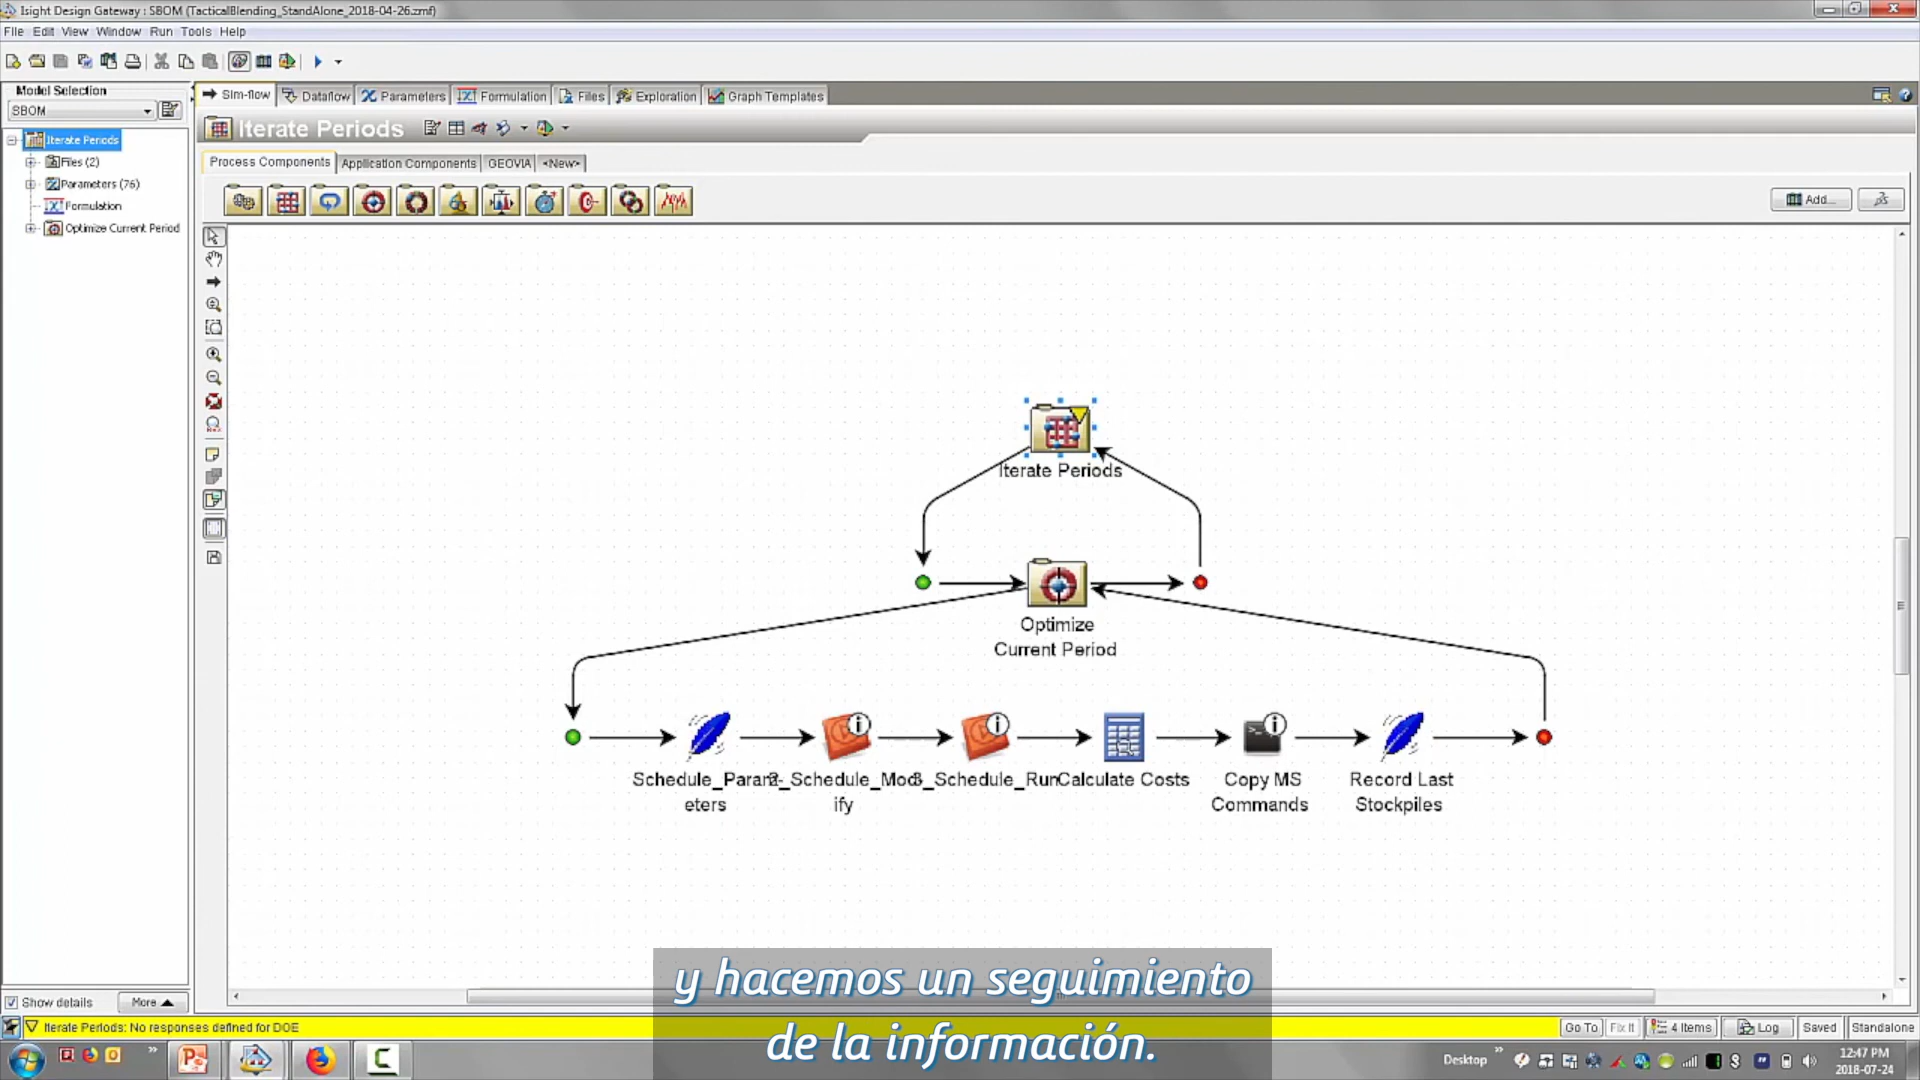 Isight Design Gateway : SBOM (TacticalBlending_StandAlone_2018-04-26.zmf)
File Edit View Window Run Tools Help
Model Selection
SBOM
Iterate Periods
Files (2)
Parameters (76)
Formulation
Optimize Current Period
Sim-flow Dataflow Parameters Formulation Files Exploration Graph Templates
Iterate Periods
Process Components Application Components GEOVIA <New>
Add...
Iterate Periods
Optimize
Current Period
Schedule_Param
eters
2_Schedule_Mod
ify
3_Schedule_Run
Calculate Costs
Copy MS
Commands
Record Last
Stockpiles
y hacemos un seguimiento
de la información.
Show details More
Iterate Periods: No responses defined for DOE
Go To Fix It 4 Items Log Saved Standalone
Desktop
12:47 PM
2018-07-24